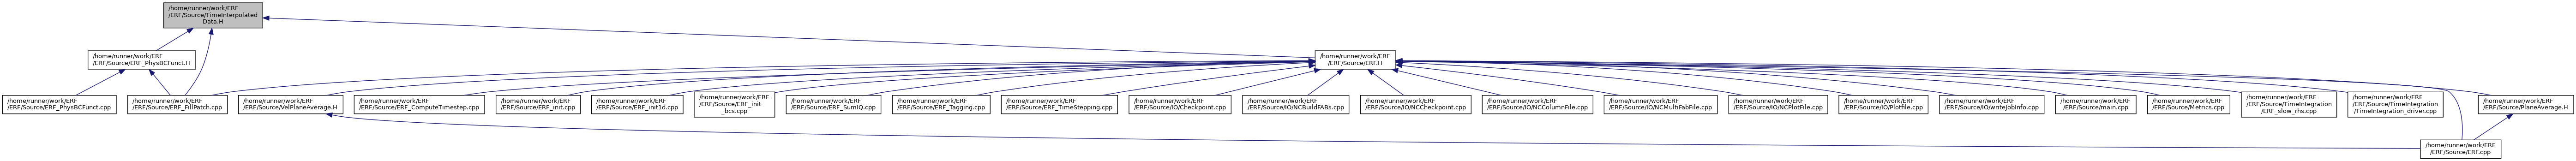 /home/runner/work/ERF
/ERF/Source/TimeInterpolated
Data.H
/home/runner/work/ERF
/ERF/Source/ERF_PhysBCFunct.H
/home/runner/work/ERF
/ERF/Source/ERF.H
/home/runner/work/ERF
/ERF/Source/ERF_PhysBCFunct.cpp
/home/runner/work/ERF
/ERF/Source/ERF_FillPatch.cpp
/home/runner/work/ERF
/ERF/Source/VelPlaneAverage.H
/home/runner/work/ERF
/ERF/Source/ERF_ComputeTimestep.cpp
/home/runner/work/ERF
/ERF/Source/ERF_init.cpp
/home/runner/work/ERF
/ERF/Source/ERF_init1d.cpp
/home/runner/work/ERF
/ERF/Source/ERF_init
_bcs.cpp
/home/runner/work/ERF
/ERF/Source/ERF_SumIQ.cpp
/home/runner/work/ERF
/ERF/Source/ERF_Tagging.cpp
/home/runner/work/ERF
/ERF/Source/ERF_TimeStepping.cpp
/home/runner/work/ERF
/ERF/Source/IO/Checkpoint.cpp
/home/runner/work/ERF
/ERF/Source/IO/NCBuildFABs.cpp
/home/runner/work/ERF
/ERF/Source/IO/NCCheckpoint.cpp
/home/runner/work/ERF
/ERF/Source/IO/NCColumnFile.cpp
/home/runner/work/ERF
/ERF/Source/IO/NCMultiFabFile.cpp
/home/runner/work/ERF
/ERF/Source/IO/NCPlotFile.cpp
/home/runner/work/ERF
/ERF/Source/IO/Plotfile.cpp
/home/runner/work/ERF
/ERF/Source/IO/writeJobInfo.cpp
/home/runner/work/ERF
/ERF/Source/main.cpp
/home/runner/work/ERF
/ERF/Source/Metrics.cpp
/home/runner/work/ERF
/ERF/Source/TimeIntegration
/ERF_slow_rhs.cpp
/home/runner/work/ERF
/ERF/Source/TimeIntegration
/TimeIntegration_driver.cpp
/home/runner/work/ERF
/ERF/Source/PlaneAverage.H
/home/runner/work/ERF
/ERF/Source/ERF.cpp